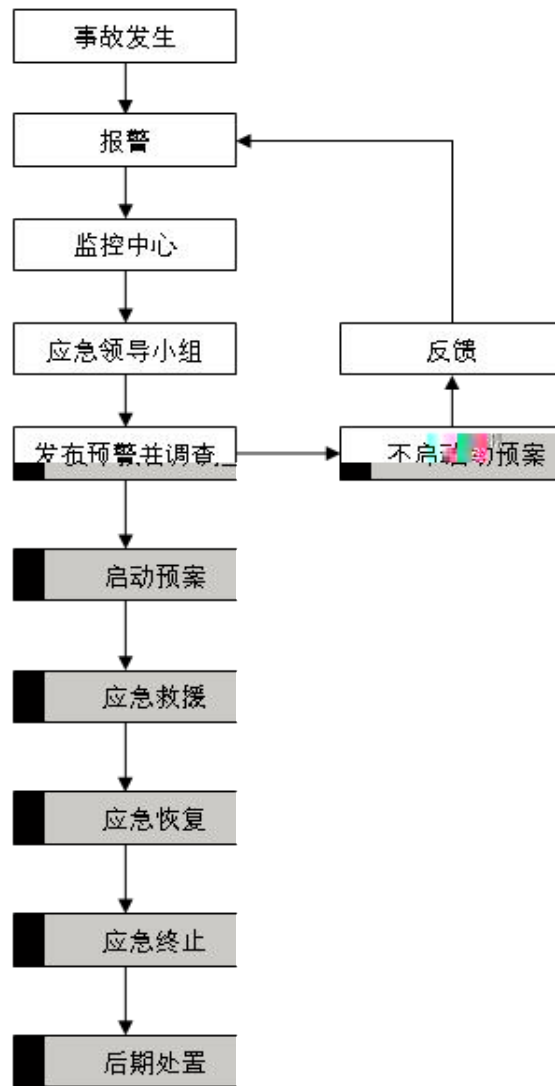 事故发生
报警
监控中心
应急领导小组
反馈
发布预警并调查
不启动预案
启动预案
应急救援
应急恢复
应急终止
后期处置